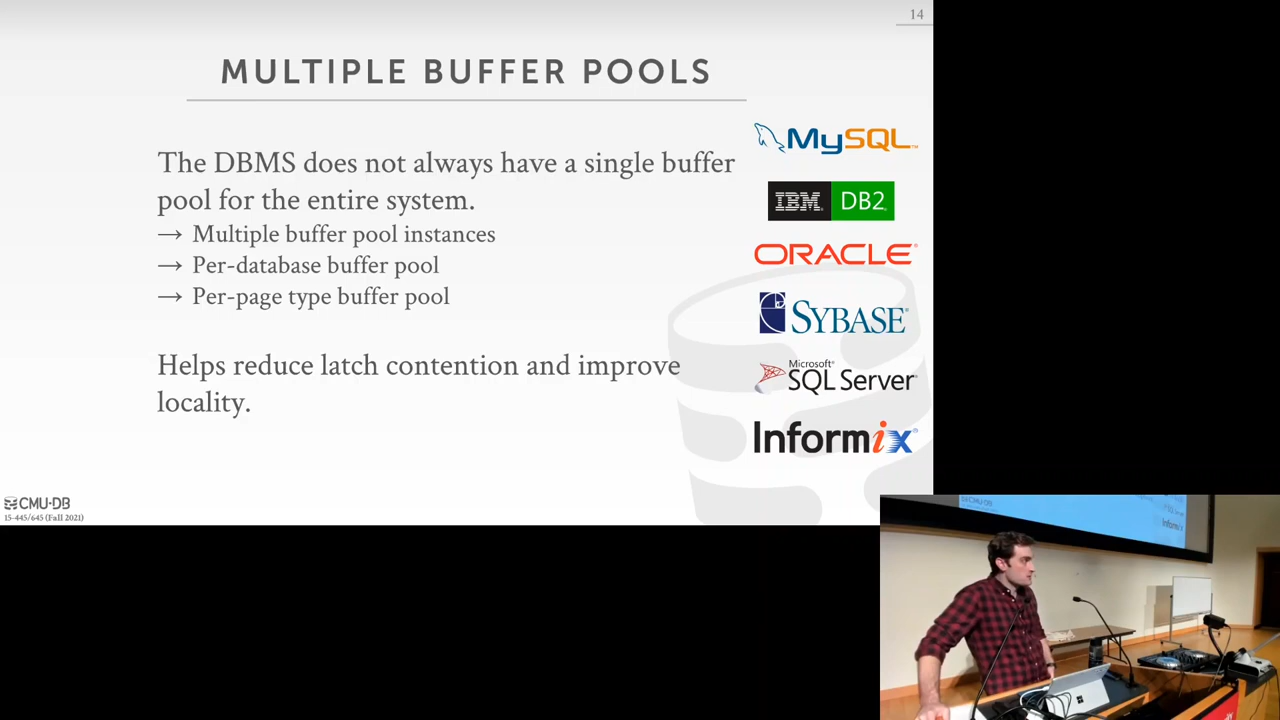 14
MULTIPLE BUFFER POOLS
The DBMS does not always have a single buffer
pool for the entire system.
→ Multiple buffer pool instances
→ Per-database buffer pool
→ Per-page type buffer pool
Helps reduce latch contention and improve
locality.
MySQL™
IBM. DB2.
ORACLE®
SYBASE®
Microsoft®
SQL Server®
Informix®
CMU·DB
15-445/645 (Fall 2021)